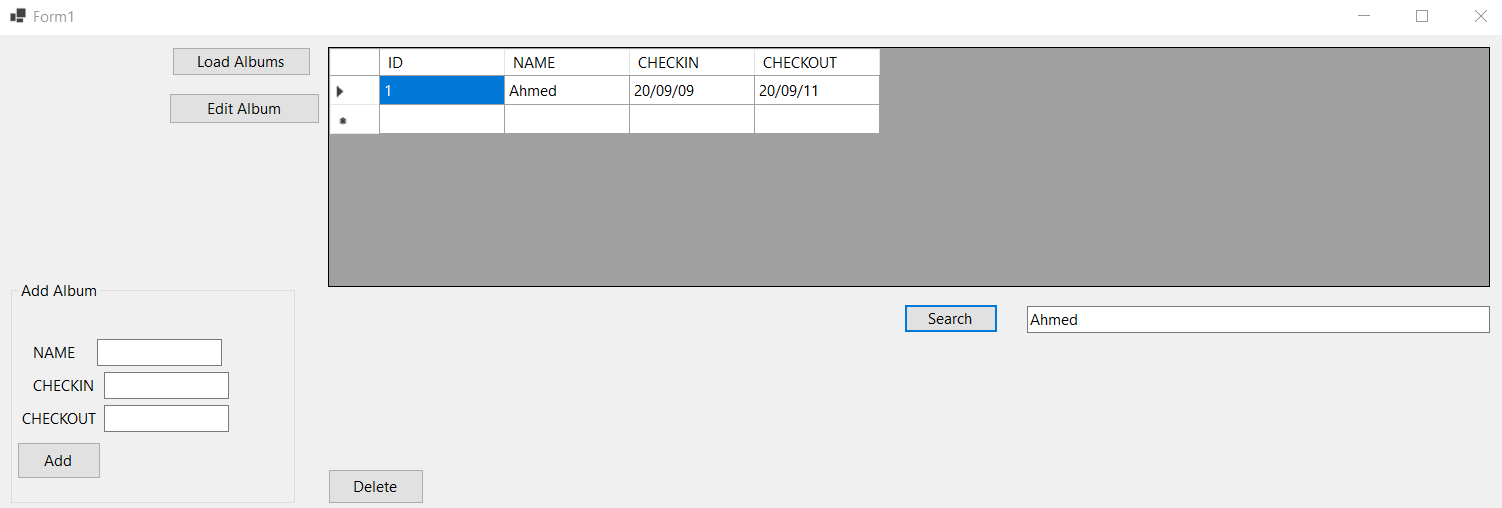 Form1
Load Albums
Edit Album
ID NAME CHECKIN CHECKOUT
1 Ahmed 20/09/09 20/09/11
Search Ahmed
Add Album
NAME
CHECKIN
CHECKOUT
Add
Delete